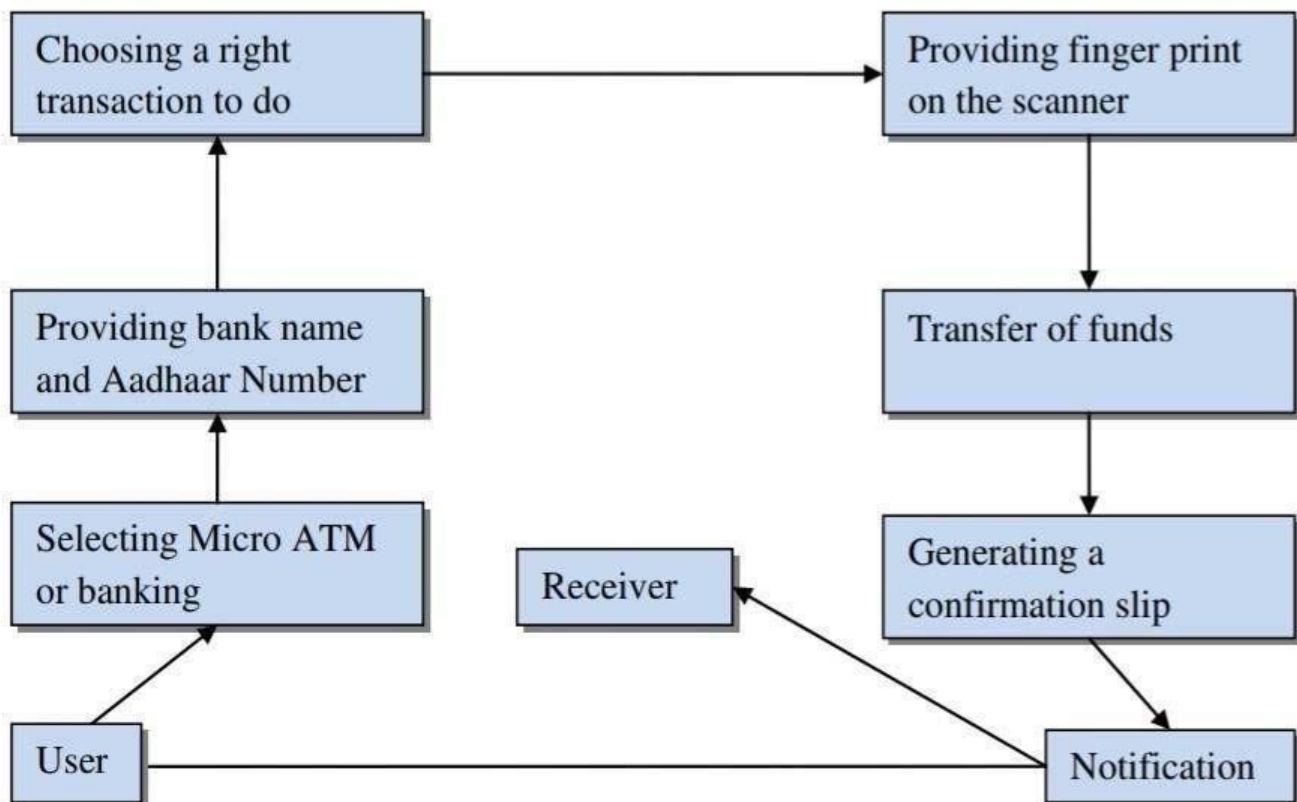 Choosing a right
transaction to do
Providing finger print
on the scanner
Providing bank name
and Aadhaar Number
Transfer of funds
Selecting Micro ATM
or banking
Receiver
Generating a
confirmation slip
User
Notification